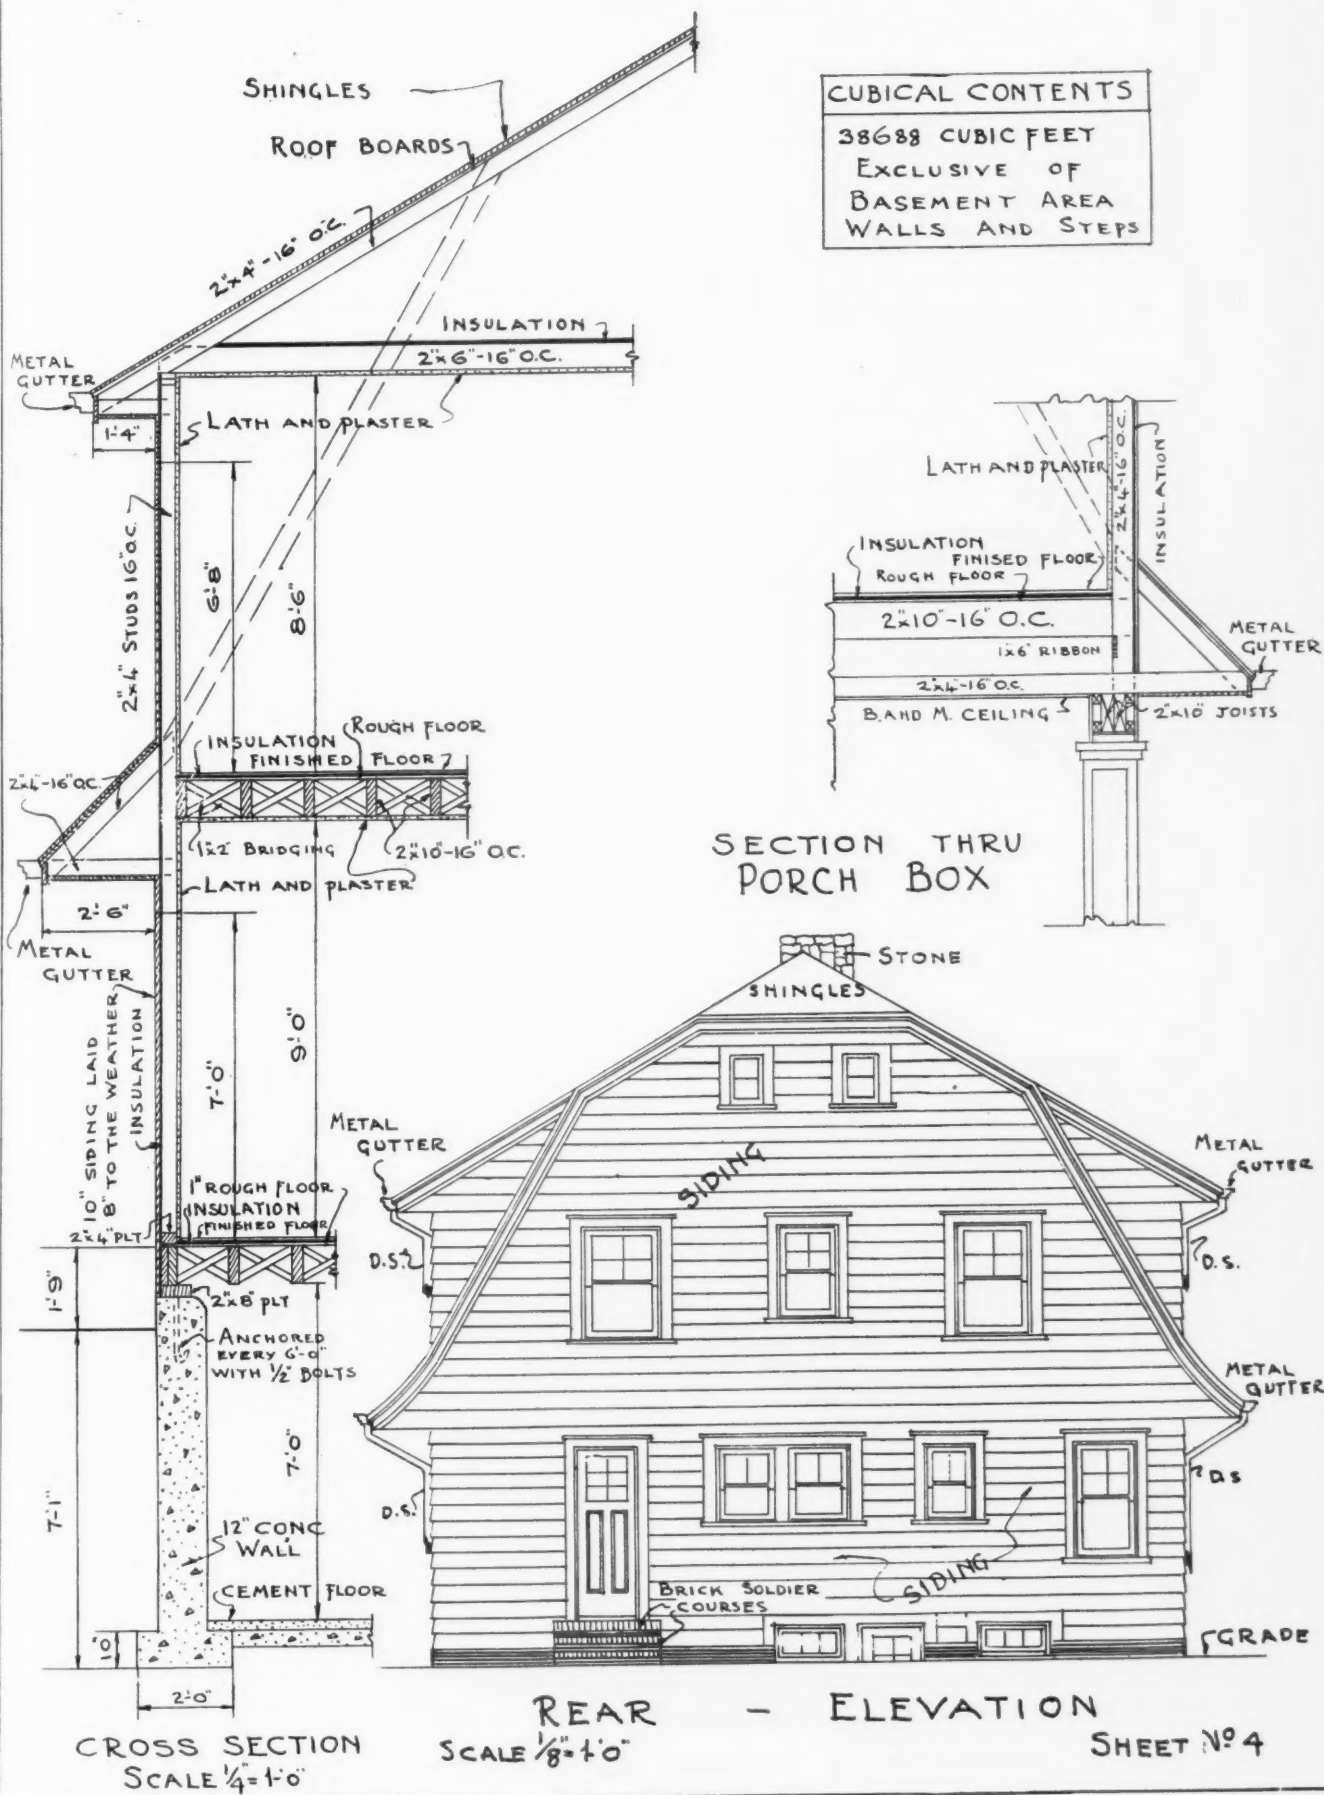 SHINGLES
ROOF BOARDS
2"x4"-16" O.C.
INSULATION
2"x6"-16" O.C.
METAL
GUTTER
1'-4"
LATH AND PLASTER
2"x4" STUDS 16" O.C.
6'-8"
8'-6"
ROUGH FLOOR
INSULATION
FINISHED FLOOR
2"x4"-16" O.C.
1"x2" BRIDGING
2"x10"-16" O.C.
LATH AND PLASTER
2'-6"
METAL
GUTTER
10" SIDING LAID
8" TO THE WEATHER
INSULATION
7'-0"
9'-0"
1" ROUGH FLOOR
INSULATION
FINISHED FLOOR
2"x4" PLT
1'-9"
2"x8" PLT
ANCHORED
EVERY 6'-0"
WITH 1/2" BOLTS
7'-0"
7'-1"
12" CONC
WALL
CEMENT FLOOR
1'0"
2'-0"
CROSS SECTION
SCALE 1/4"=1'-0"
CUBICAL CONTENTS
38688 CUBIC FEET
EXCLUSIVE OF
BASEMENT AREA
WALLS AND STEPS
LATH AND PLASTER
2"x4"-16" O.C.
INSULATION
INSULATION
FINISED FLOOR
ROUGH FLOOR
2"x10"-16" O.C.
1"x6" RIBBON
METAL
GUTTER
2"x4"-16" O.C.
B. AND M. CEILING
2"x10" JOISTS
SECTION THRU
PORCH BOX
STONE
SHINGLES
METAL
GUTTER
SIDING
METAL
GUTTER
D.S.
D.S.
METAL
GUTTER
D.S.
D.S
SIDING
BRICK SOLDIER
COURSES
GRADE
REAR - ELEVATION
SCALE 1/8"=1'0"
SHEET Nº 4